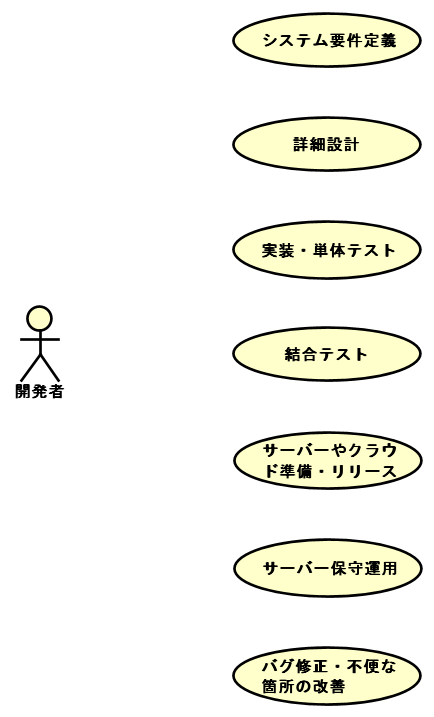 システム要件定義
詳細設計
実装・単体テスト
結合テスト
開発者
サーバーやクラウ
ド準備・リリース
サーバー保守運用
バグ修正・不便な
箇所の改善